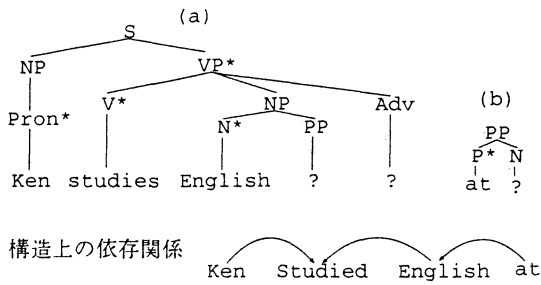 (a)
S
NP VP*
V* NP Adv (b)
Pron* N* PP PP
P* N
Ken studies English ? ? at ?
構造上の依存関係
Ken Studied English at